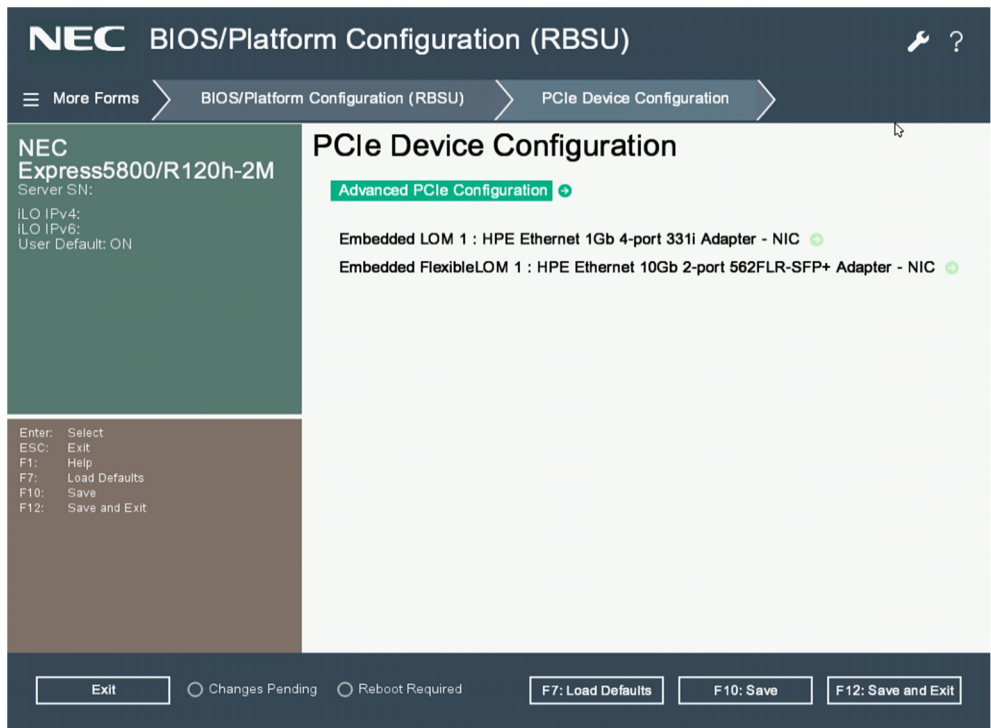 NEC BIOS/Platform Configuration (RBSU) ?
☰ More Forms BIOS/Platform Configuration (RBSU) PCIe Device Configuration
NEC
Express5800/R120h-2M
Server SN:
iLO IPv4:
iLO IPv6:
User Default: ON
PCIe Device Configuration
Advanced PCIe Configuration
Embedded LOM 1 : HPE Ethernet 1Gb 4-port 331i Adapter - NIC
Embedded FlexibleLOM 1 : HPE Ethernet 10Gb 2-port 562FLR-SFP+ Adapter - NIC
Enter: Select
ESC: Exit
F1: Help
F7: Load Defaults
F10: Save
F12: Save and Exit
Exit Changes Pending Reboot Required F7: Load Defaults F10: Save F12: Save and Exit